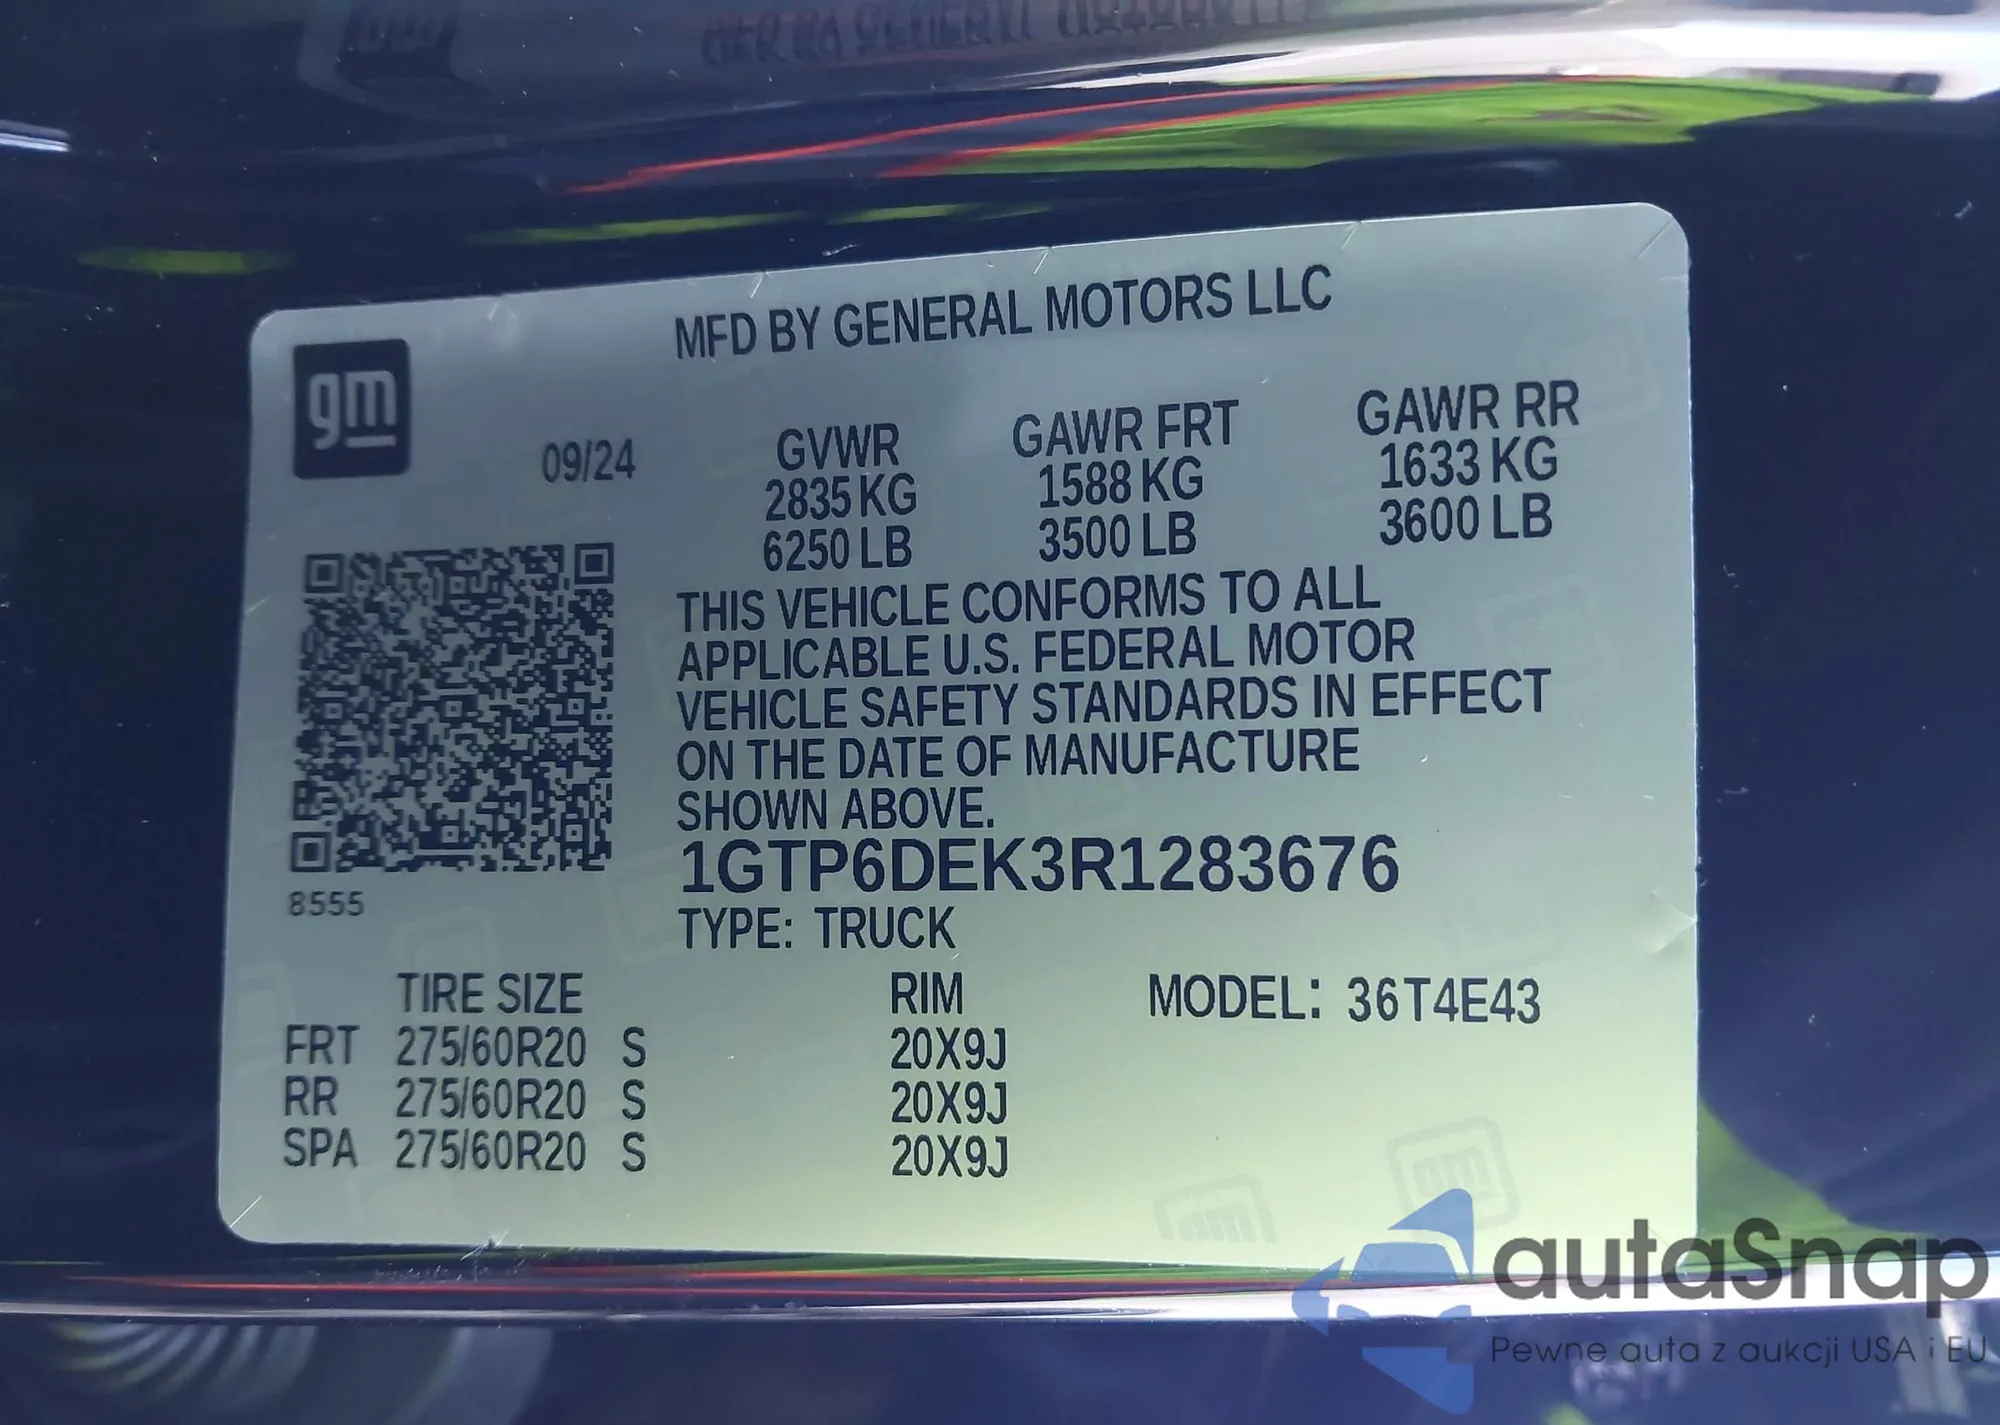 MFD BY GENERAL MOTORS LLC
gm
09/24
GVWR GAWR FRT GAWR RR
2835 KG 1588 KG 1633 KG
6250 LB 3500 LB 3600 LB
THIS VEHICLE CONFORMS TO ALL
APPLICABLE U.S. FEDERAL MOTOR
VEHICLE SAFETY STANDARDS IN EFFECT
ON THE DATE OF MANUFACTURE
SHOWN ABOVE.
1GTP6DEK3R1283676
8555
TYPE: TRUCK
TIRE SIZE RIM MODEL: 36T4E43
FRT 275/60R20 S 20X9J
RR 275/60R20 S 20X9J
SPA 275/60R20 S 20X9J
autaSnap
Pewne auta z aukcji USA i EU